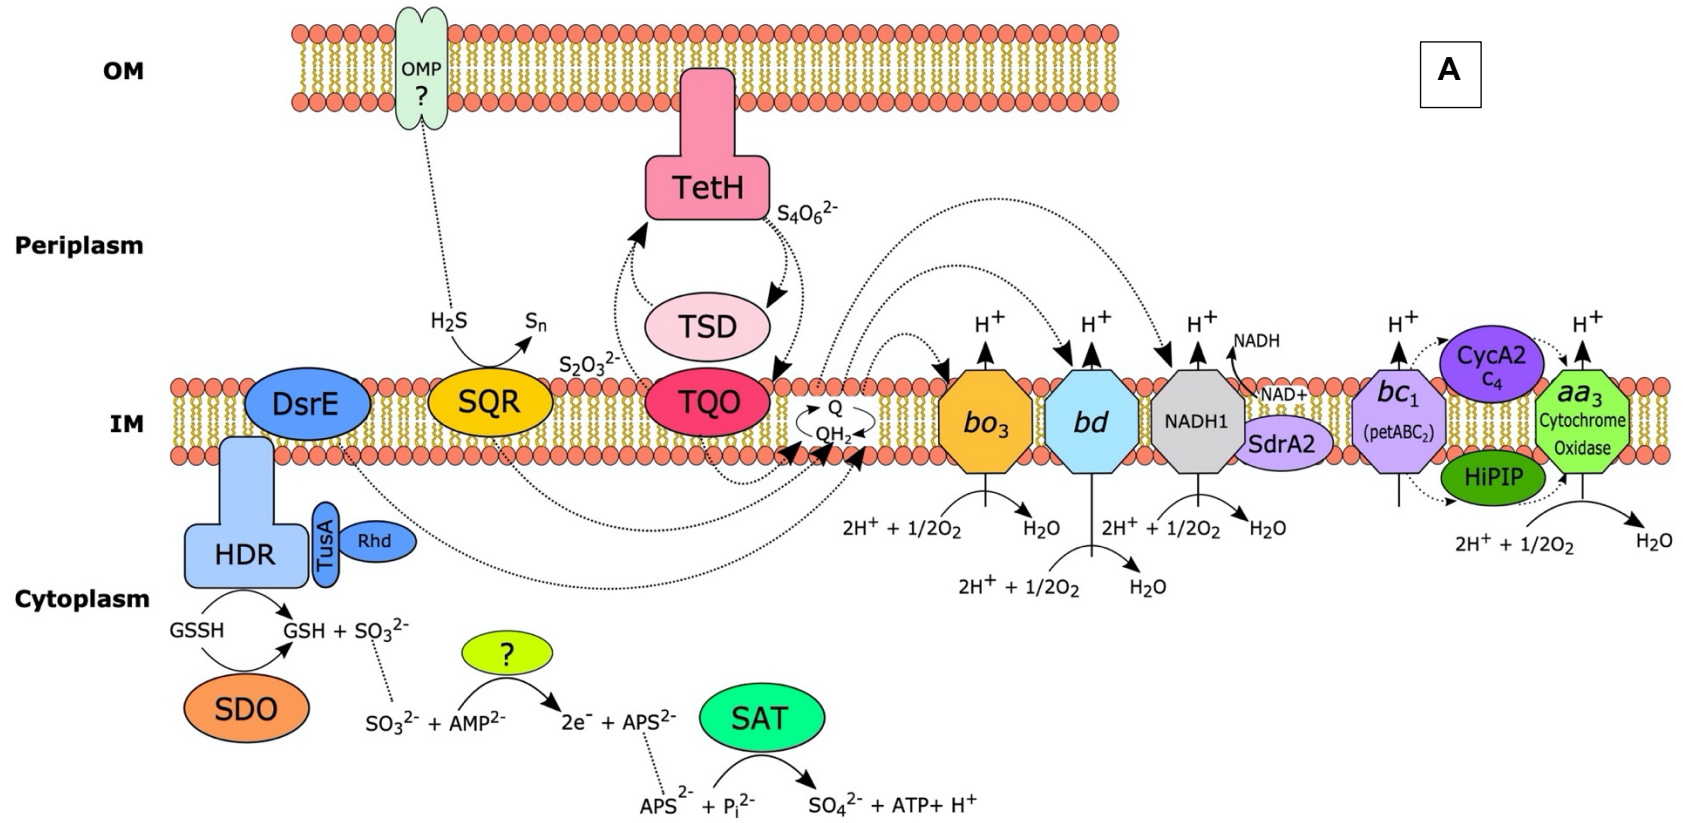 OM
OMP
?
A
TetH
S₄O₆²⁻
Periplasm
TSD
H₂S
Sₙ
S₂O₃²⁻
H⁺
H⁺
H⁺
NADH
H⁺
CycA2
C₄
H⁺
IM
DsrE
SQR
TQO
Q
QH₂
bo₃
bd
NADH1
NAD+
SdrA2
bc₁
(petABC₂)
aa₃
Cytochrome
Oxidase
HiPIP
HDR
TusA
Rhd
2H⁺ + 1/2O₂
H₂O
2H⁺ + 1/2O₂
H₂O
2H⁺ + 1/2O₂
H₂O
2H⁺ + 1/2O₂
H₂O
Cytoplasm
GSSH
GSH + SO₃²⁻
SDO
?
SO₃²⁻ + AMP²⁻
2e⁻ + APS²⁻
SAT
APS²⁻ + Pᵢ²⁻
SO₄²⁻ + ATP+ H⁺